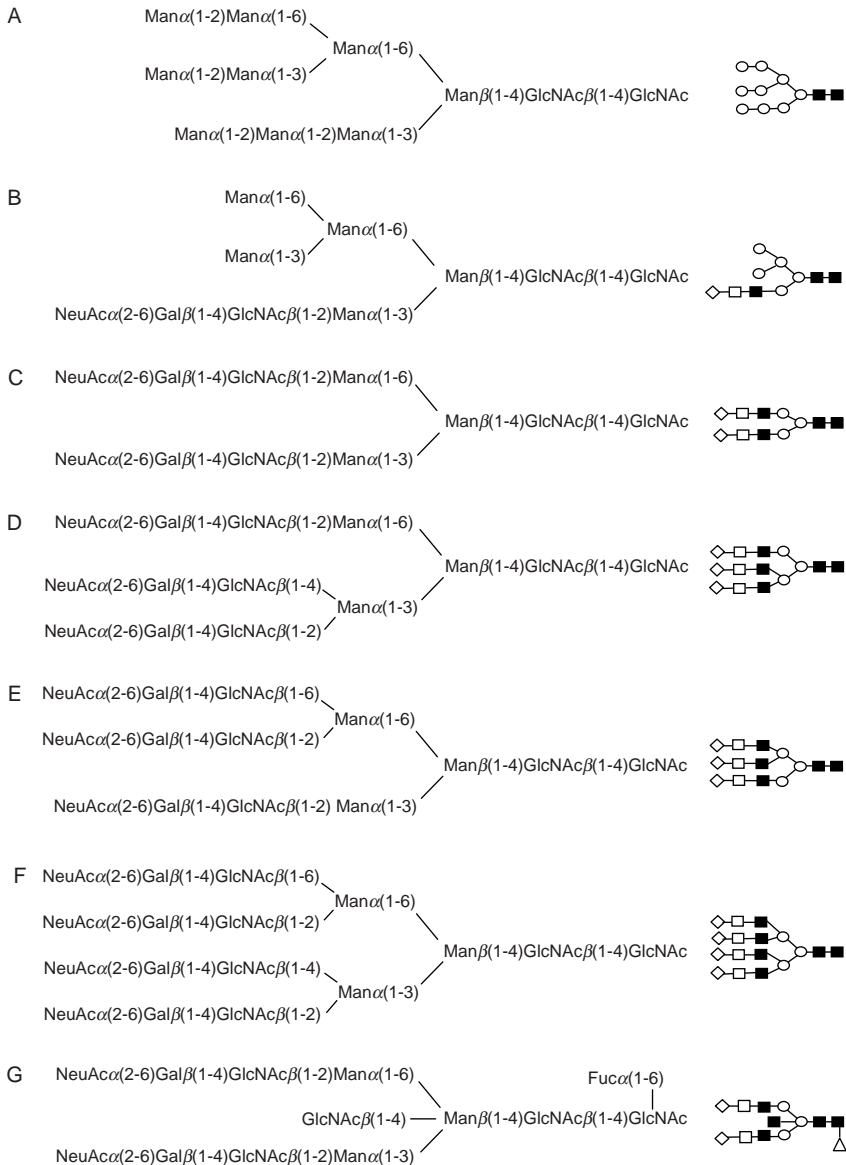 A
Manα(1-2)Manα(1-6)
Manα(1-6)
Manα(1-2)Manα(1-3)
Manβ(1-4)GlcNAcβ(1-4)GlcNAc
Manα(1-2)Manα(1-2)Manα(1-3)
B
Manα(1-6)
Manα(1-6)
Manα(1-3)
Manβ(1-4)GlcNAcβ(1-4)GlcNAc
NeuAcα(2-6)Galβ(1-4)GlcNAcβ(1-2)Manα(1-3)
C
NeuAcα(2-6)Galβ(1-4)GlcNAcβ(1-2)Manα(1-6)
Manβ(1-4)GlcNAcβ(1-4)GlcNAc
NeuAcα(2-6)Galβ(1-4)GlcNAcβ(1-2)Manα(1-3)
D
NeuAcα(2-6)Galβ(1-4)GlcNAcβ(1-2)Manα(1-6)
Manβ(1-4)GlcNAcβ(1-4)GlcNAc
NeuAcα(2-6)Galβ(1-4)GlcNAcβ(1-4)
Manα(1-3)
NeuAcα(2-6)Galβ(1-4)GlcNAcβ(1-2)
E
NeuAcα(2-6)Galβ(1-4)GlcNAcβ(1-6)
Manα(1-6)
NeuAcα(2-6)Galβ(1-4)GlcNAcβ(1-2)
Manβ(1-4)GlcNAcβ(1-4)GlcNAc
NeuAcα(2-6)Galβ(1-4)GlcNAcβ(1-2) Manα(1-3)
F
NeuAcα(2-6)Galβ(1-4)GlcNAcβ(1-6)
Manα(1-6)
NeuAcα(2-6)Galβ(1-4)GlcNAcβ(1-2)
Manβ(1-4)GlcNAcβ(1-4)GlcNAc
NeuAcα(2-6)Galβ(1-4)GlcNAcβ(1-4)
Manα(1-3)
NeuAcα(2-6)Galβ(1-4)GlcNAcβ(1-2)
G
NeuAcα(2-6)Galβ(1-4)GlcNAcβ(1-2)Manα(1-6)
Fucα(1-6)
GlcNAcβ(1-4)
Manβ(1-4)GlcNAcβ(1-4)GlcNAc
NeuAcα(2-6)Galβ(1-4)GlcNAcβ(1-2)Manα(1-3)